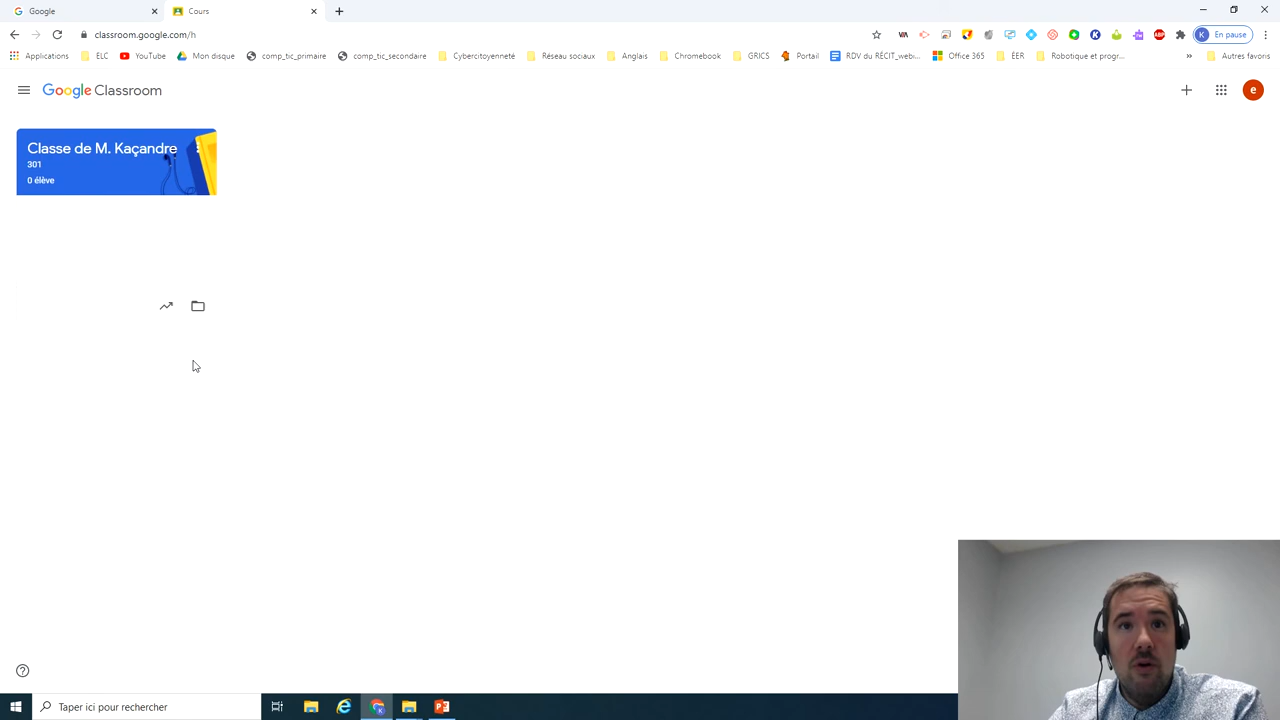 Google
Cours
classroom.google.com/h
En pause
Applications
ELC
YouTube
Mon disque
comp_tic_primaire
comp_tic_secondaire
Cybercitoyenneté
Réseau sociaux
Anglais
Chromebook
GRICS
Portail
RDV du RÉCIT_webi...
Office 365
ÉER
Robotique et progr...
Autres favoris
Google Classroom
e
Classe de M. Kaçandre
301
0 élève
Taper ici pour rechercher